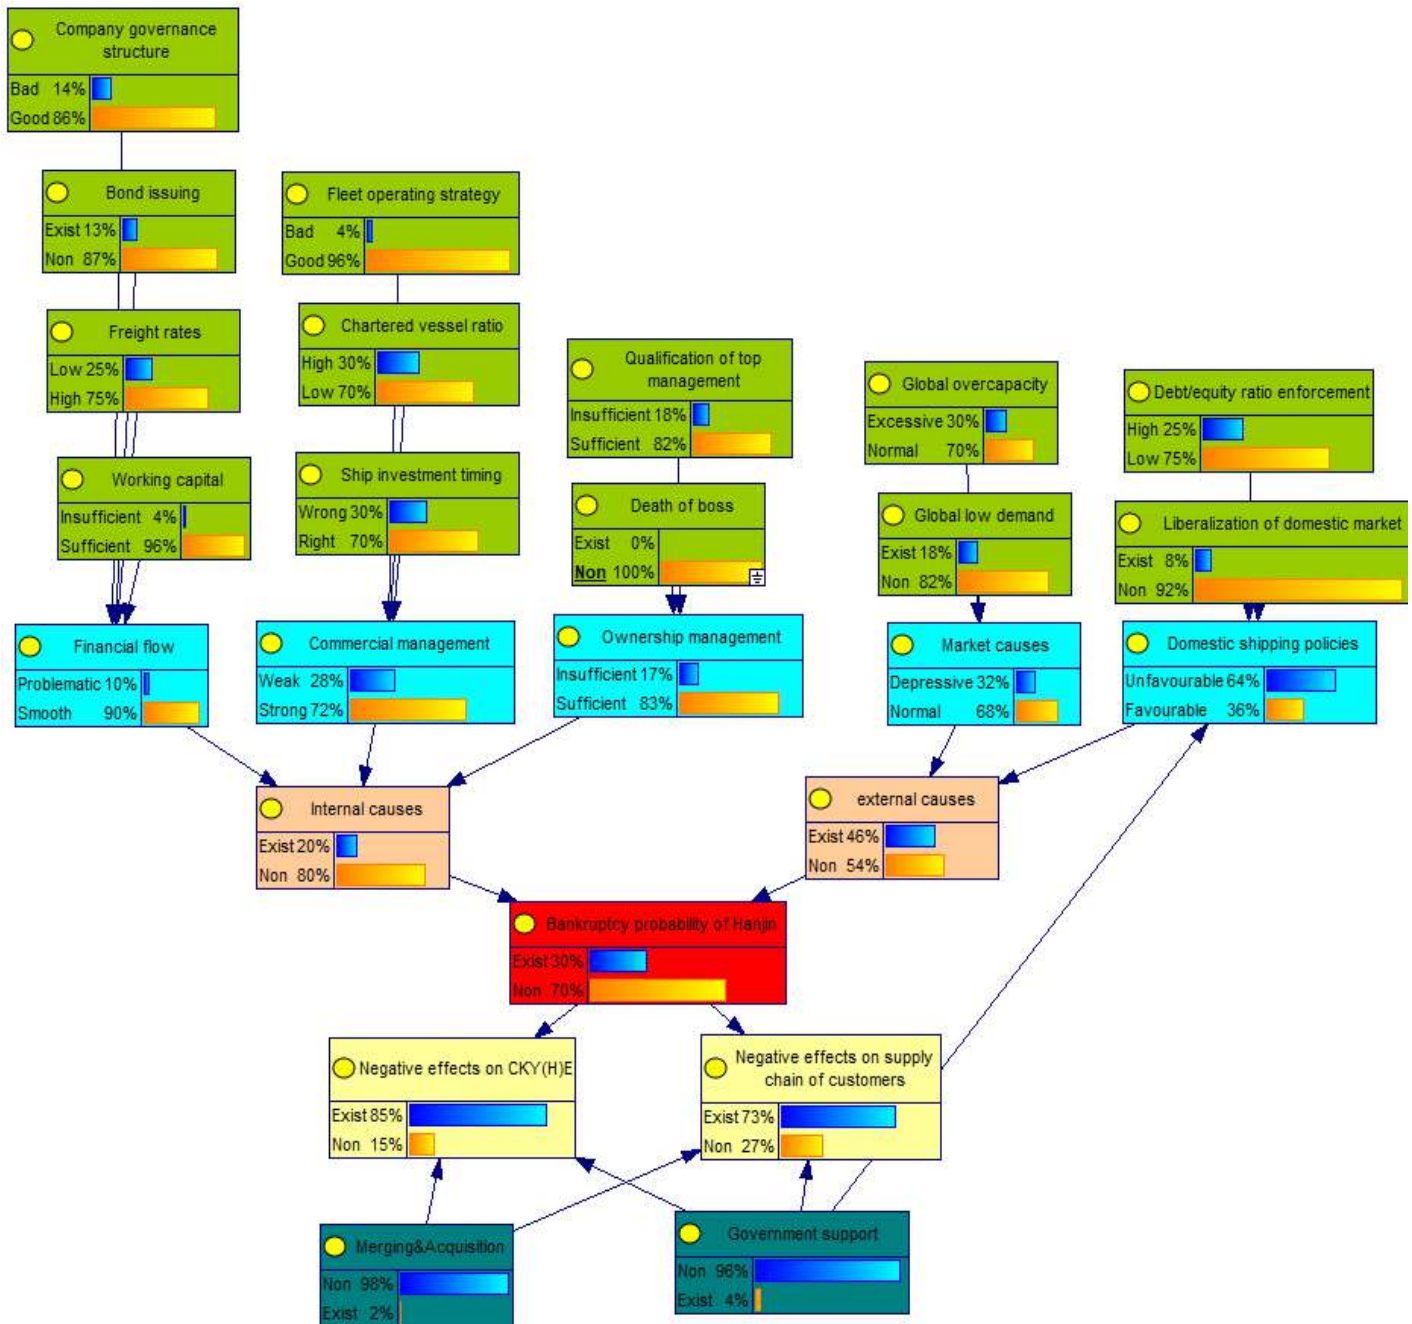 Company governance
structure
Bad 14%
Good 86%
Bond issuing
Exist 13%
Non 87%
Freight rates
Low 25%
High 75%
Working capital
Insufficient 4%
Sufficient 96%
Fleet operating strategy
Bad 4%
Good 96%
Chartered vessel ratio
High 30%
Low 70%
Ship investment timing
Wrong 30%
Right 70%
Qualification of top
management
Insufficient 18%
Sufficient 82%
Death of boss
Exist 0%
Non 100%
Global overcapacity
Excessive 30%
Normal 70%
Global low demand
Exist 18%
Non 82%
Debt/equity ratio enforcement
High 25%
Low 75%
Liberalization of domestic market
Exist 8%
Non 92%
Financial flow
Problematic 10%
Smooth 90%
Commercial management
Weak 28%
Strong 72%
Ownership management
Insufficient 17%
Sufficient 83%
Market causes
Depressive 32%
Normal 68%
Domestic shipping policies
Unfavourable 64%
Favourable 36%
Internal causes
Exist 20%
Non 80%
external causes
Exist 46%
Non 54%
Bankruptcy probability of Hanjin
Exist 30%
Non 70%
Negative effects on CKY(H)E
Exist 85%
Non 15%
Negative effects on supply
chain of customers
Exist 73%
Non 27%
Merging&Acquisition
Non 98%
Exist 2%
Government support
Non 96%
Exist 4%